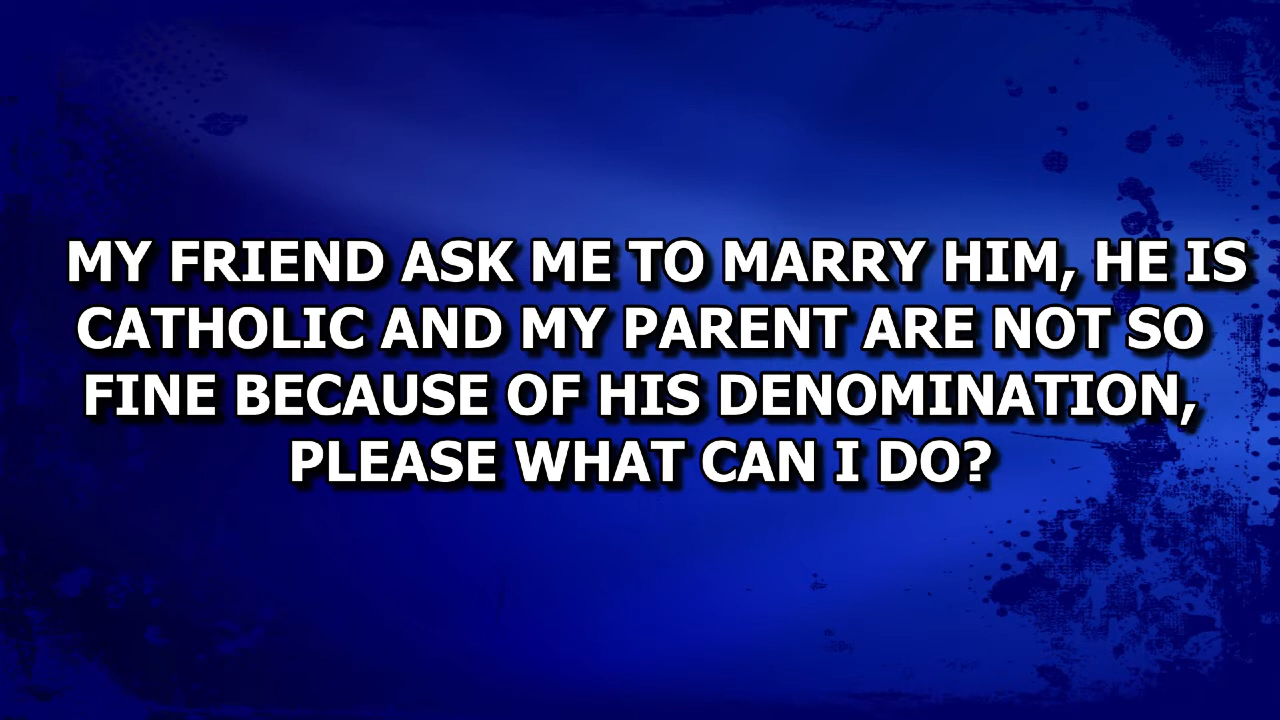 MY FRIEND ASK ME TO MARRY HIM, HE IS
CATHOLIC AND MY PARENT ARE NOT SO
FINE BECAUSE OF HIS DENOMINATION,
PLEASE WHAT CAN I DO?